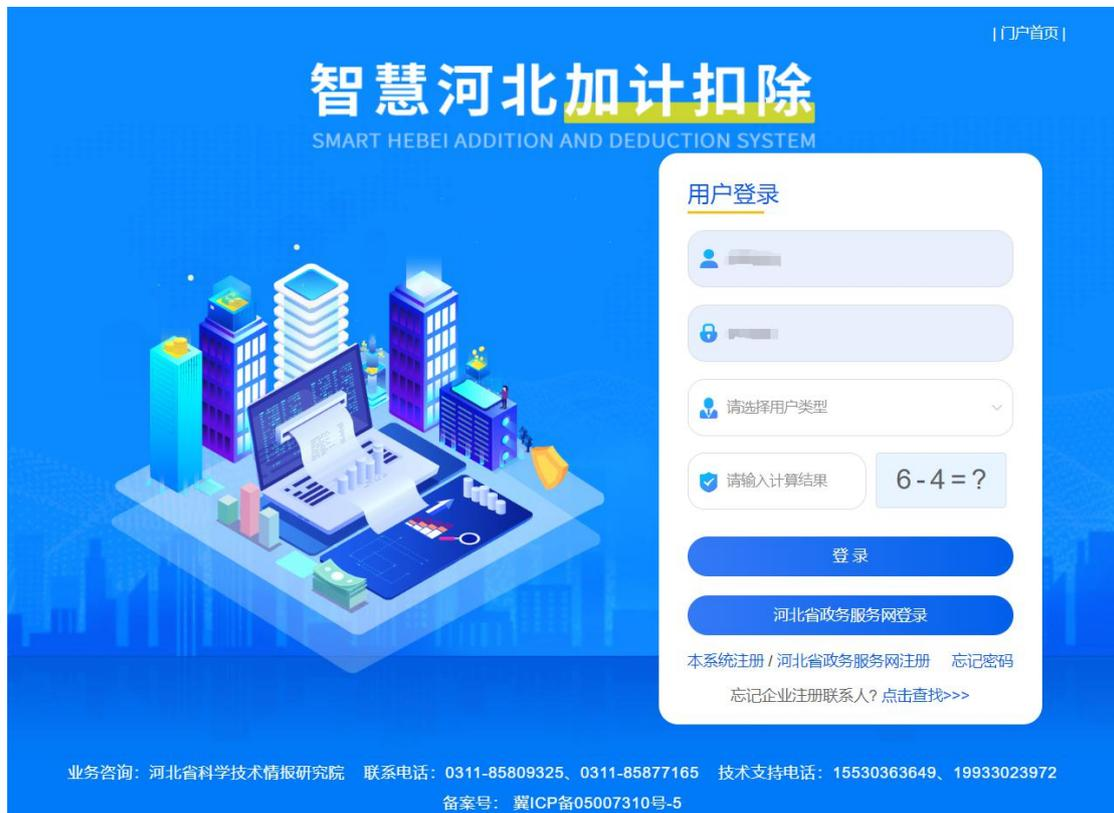 |门户首页|
智慧河北加计扣除
SMART HEBEI ADDITION AND DEDUCTION SYSTEM
用户登录
请选择用户类型
请输入计算结果
6-4=?
登录
河北省政务服务网登录
本系统注册 / 河北省政务服务网注册 忘记密码
忘记企业注册联系人? 点击查找>>>
业务咨询：河北省科学技术情报研究院 联系电话：0311-85809325、0311-85877165 技术支持电话：15530363649、19933023972
备案号： 冀ICP备05007310号-5